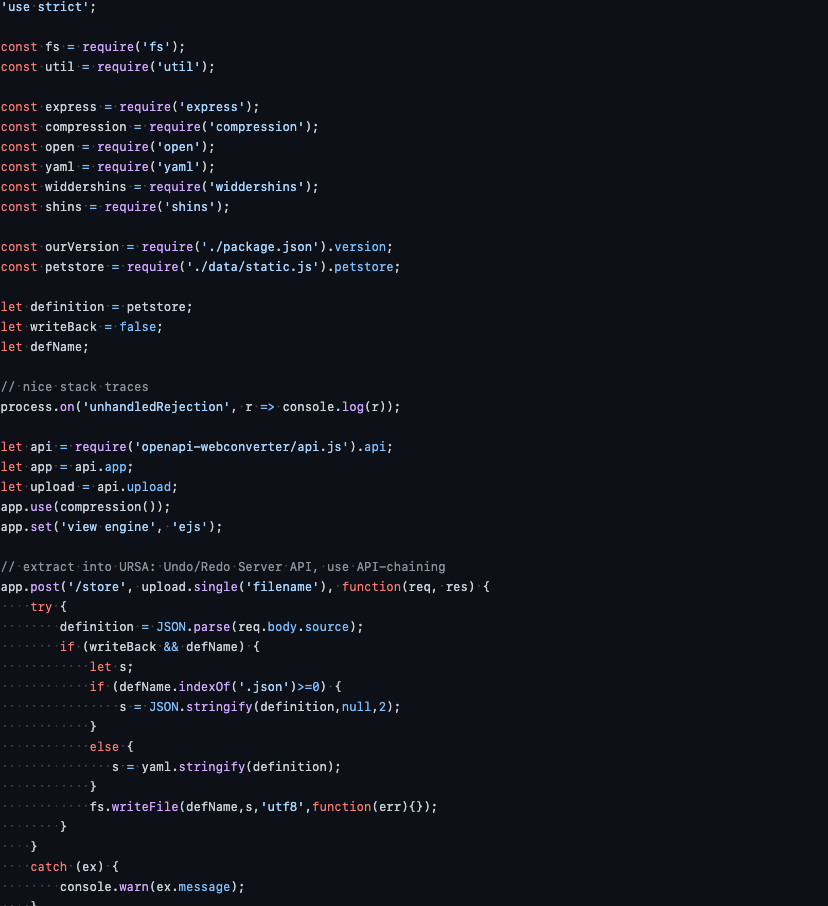 'use strict';

const fs = require('fs');
const util = require('util');

const express = require('express');
const compression = require('compression');
const open = require('open');
const yaml = require('yaml');
const widdershins = require('widdershins');
const shins = require('shins');

const ourVersion = require('./package.json').version;
const petstore = require('./data/static.js').petstore;

let definition = petstore;
let writeBack = false;
let defName;

// nice stack traces
process.on('unhandledRejection', r => console.log(r));

let api = require('openapi-webconverter/api.js').api;
let app = api.app;
let upload = api.upload;
app.use(compression());
app.set('view engine', 'ejs');

// extract into URSA: Undo/Redo Server API, use API-chaining
app.post('/store', upload.single('filename'), function(req, res) {
    try {
        definition = JSON.parse(req.body.source);
        if (writeBack && defName) {
            let s;
            if (defName.indexOf('.json')>=0) {
                s = JSON.stringify(definition,null,2);
            }
            else {
               s = yaml.stringify(definition);
            }
            fs.writeFile(defName,s,'utf8',function(err){});
        }
    }
    catch (ex) {
        console.warn(ex.message);
    }